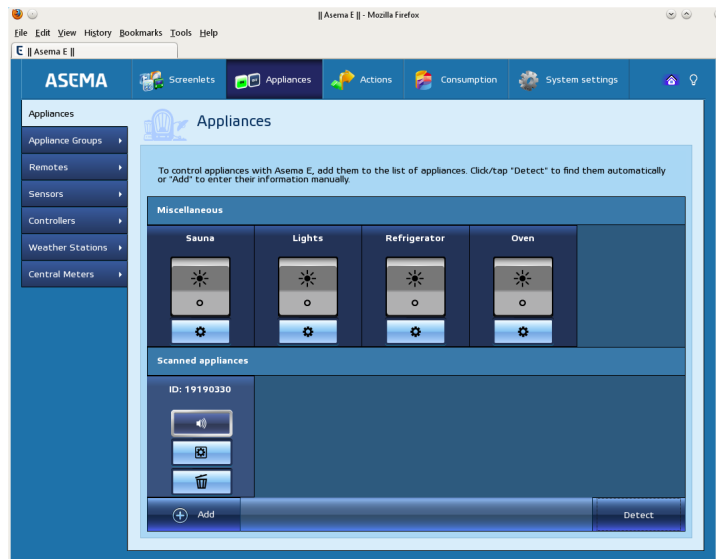 || Asema E || - Mozilla Firefox
File Edit View History Bookmarks Tools Help
E || Asema E ||
ASEMA
Screenlets Appliances Actions Consumption System settings
Appliances
Appliance Groups
Remotes
Sensors
Controllers
Weather Stations
Central Meters
Appliances
To control appliances with Asema E, add them to the list of appliances. Click/tap "Detect" to find them automatically
or "Add" to enter their information manually.
Miscellaneous
Sauna Lights Refrigerator Oven
Scanned appliances
ID: 19190330
Add
Detect